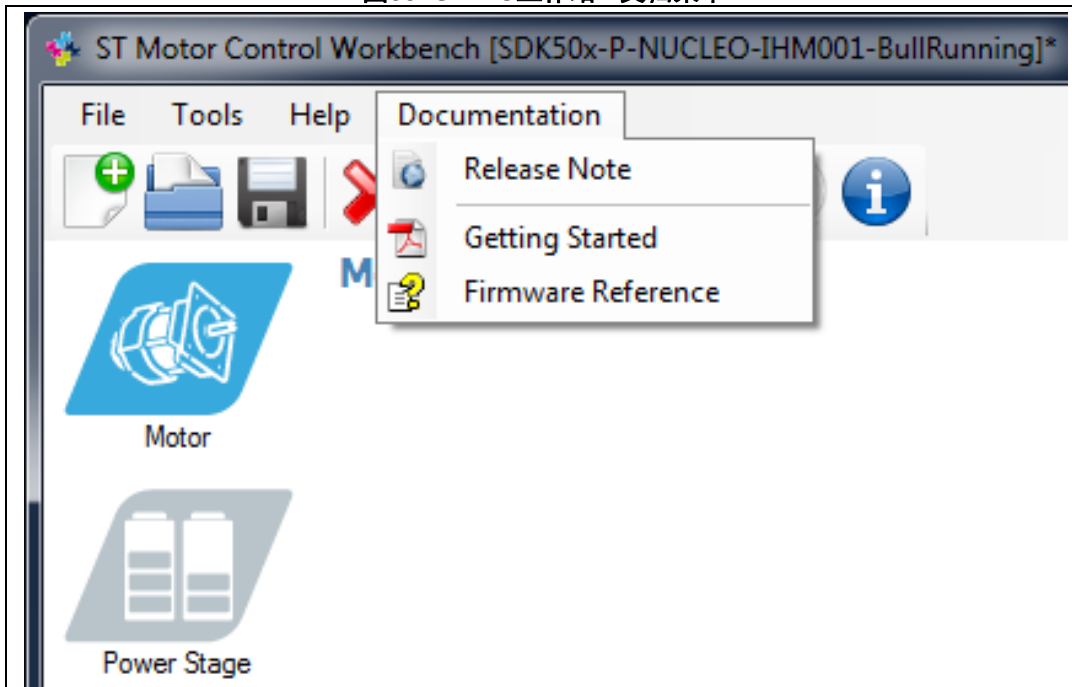 ST Motor Control Workbench [SDK50x-P-NUCLEO-IHM001-BullRunning]*
File Tools Help Documentation
Release Note
Getting Started
Firmware Reference
Motor
Power Stage